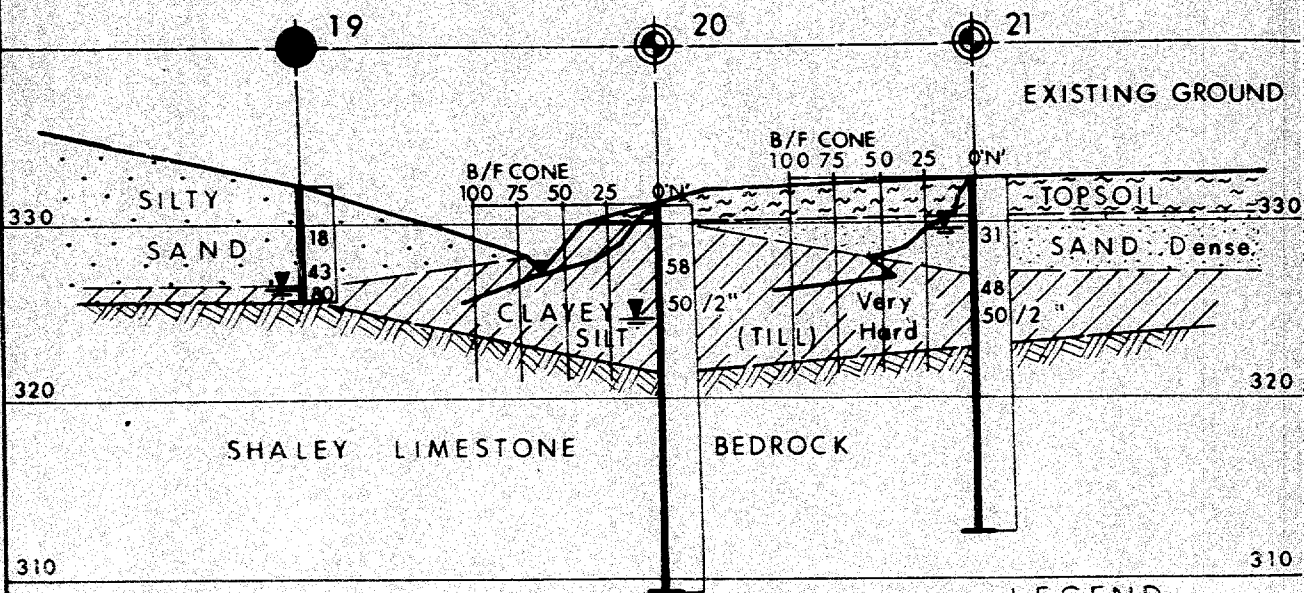 19 20 21
EXISTING GROUND
B/F CONE
100 75 50 25 0'N'
B/F CONE
100 75 50 25 0'N'
SILTY
SAND
330
18
43
TOPSOIL
330
31
SAND Dense
58
50 /2"
CLAYEY
SILT
(TILL)
Very
Hard
48
50 /2 "
320
320
SHALEY LIMESTONE BEDROCK
310
310
LEGEND